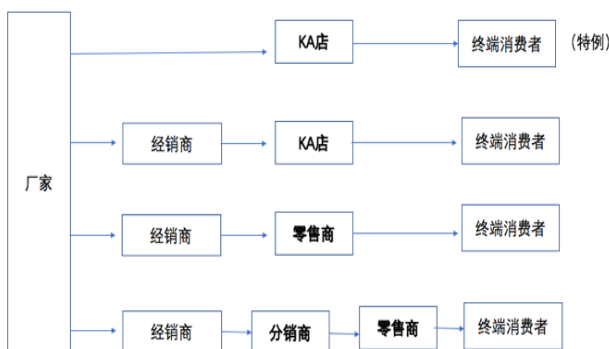 KA店 终端消费者 (特例)
经销商 KA店 终端消费者
厂家
经销商 零售商 终端消费者
经销商 分销商 零售商 终端消费者